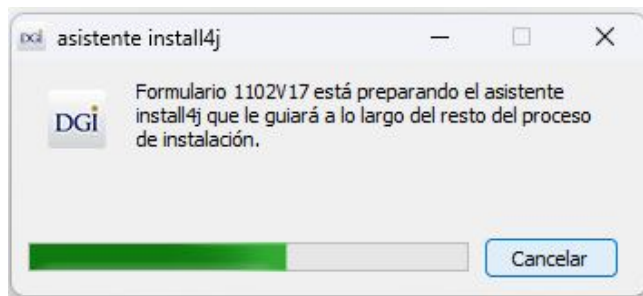 DGI asistente install4j
Formulario 1102V17 está preparando el asistente
DGI
install4j que le guiará a lo largo del resto del proceso
de instalación.
Cancelar